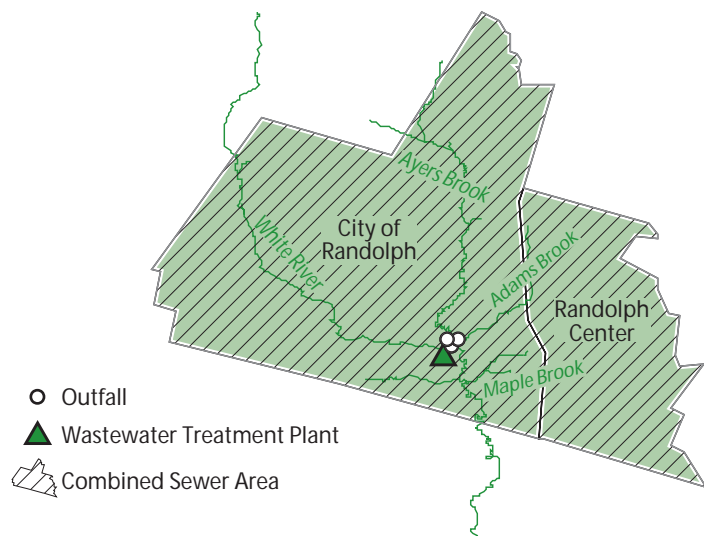 Ayers Brook
City of
Randolph
White River
Adams Brook
Randolph
Center
Maple Brook
Outfall
Wastewater Treatment Plant
Combined Sewer Area